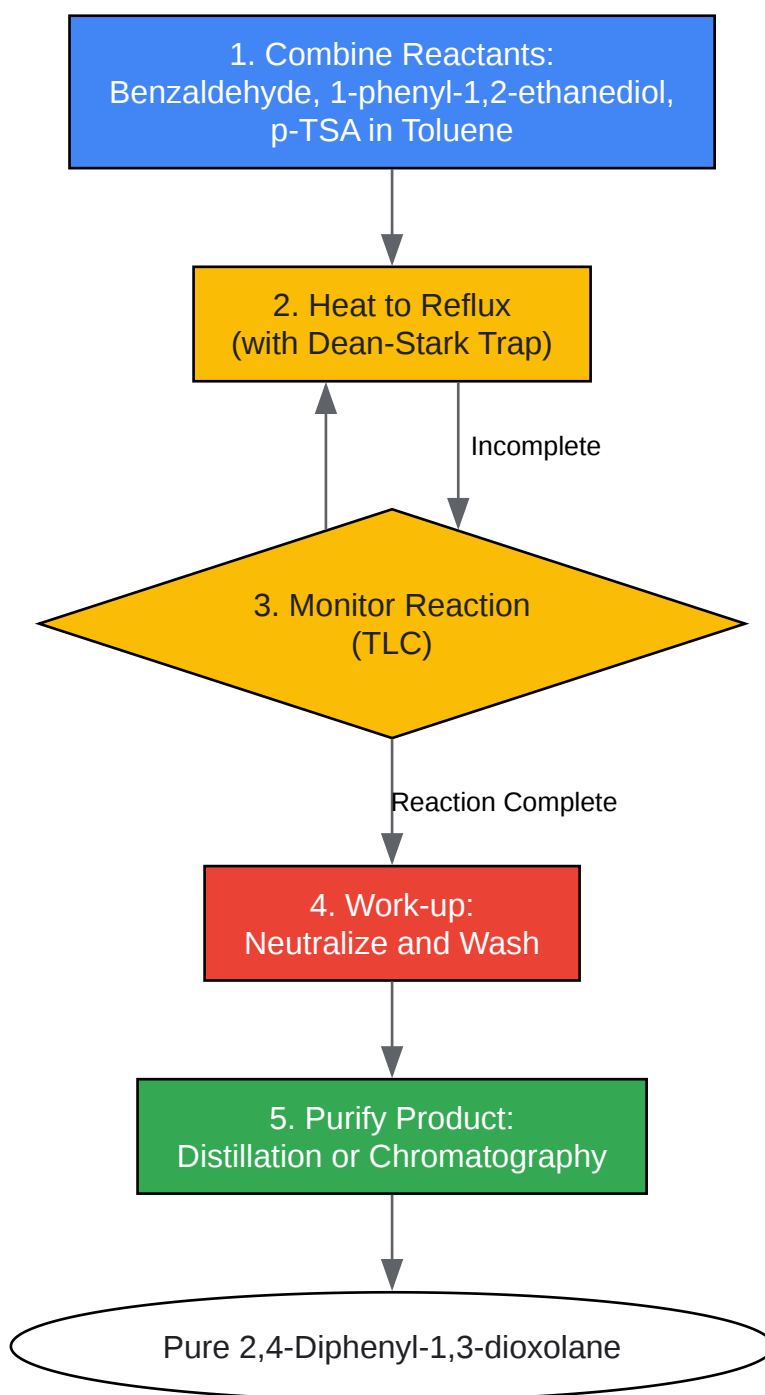 1. Combine Reactants:
Benzaldehyde, 1-phenyl-1,2-ethanediol,
p-TSA in Toluene
2. Heat to Reflux
(with Dean-Stark Trap)
Incomplete
3. Monitor Reaction
(TLC)
Reaction Complete
4. Work-up:
Neutralize and Wash
5. Purify Product:
Distillation or Chromatography
Pure 2,4-Diphenyl-1,3-dioxolane